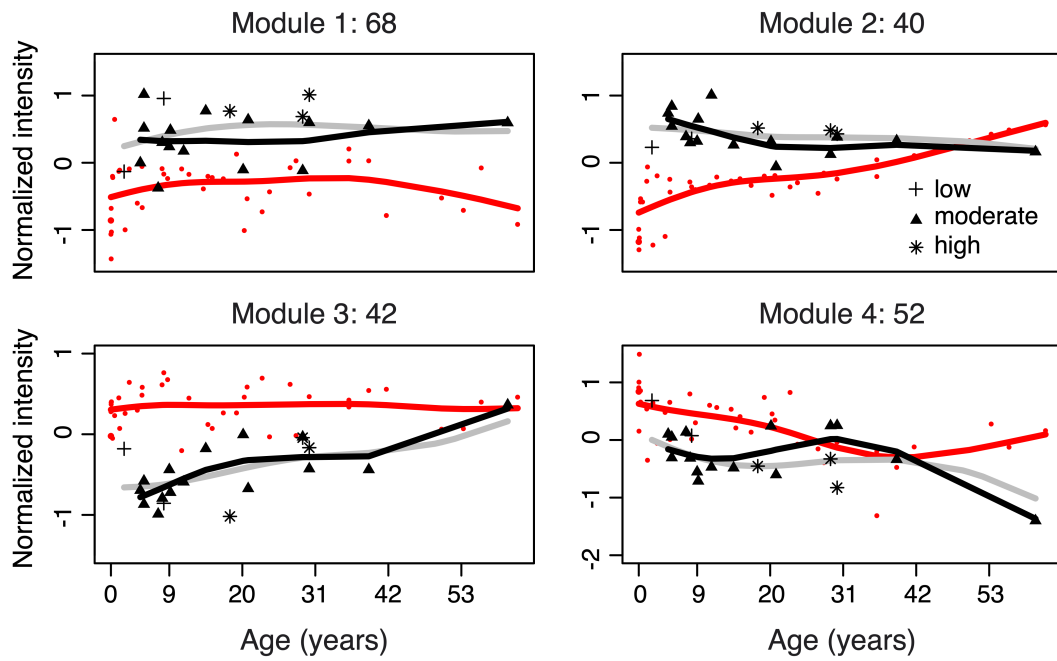 Module 1: 68
Module 2: 40
Normalized intensity
1
0
-1
1
0
-1
low
moderate
high
Module 3: 42
Module 4: 52
Normalized intensity
1
0
-1
1
0
-1
-2
0 9 20 31 42 53
0 9 20 31 42 53
Age (years)
Age (years)